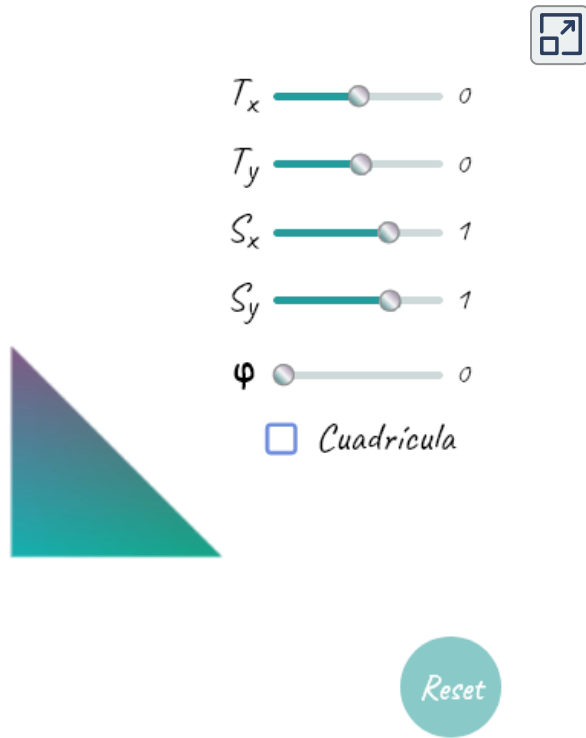 Tx 0
Ty 0
Sx 1
Sy 1
φ 0
Cuadrícula
Reset